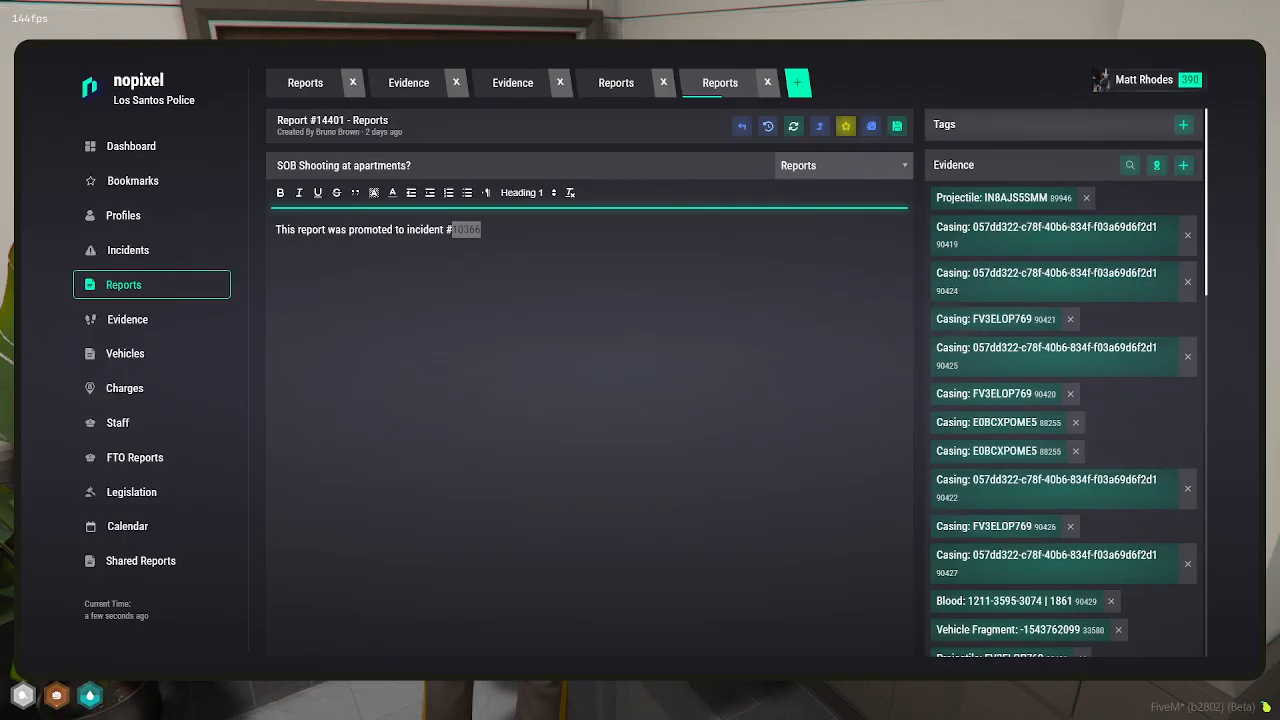 144fps
nopixel
Los Santos Police
Dashboard
Bookmarks
Profiles
Incidents
Reports
Evidence
Vehicles
Charges
Staff
FTO Reports
Legislation
Calendar
Shared Reports
Current Time:
a few seconds ago
Reports x Evidence x Evidence x Reports x Reports x +
Matt Rhodes 390
Report #14401 - Reports
Created By Bruno Brown · 2 days ago
SOB Shooting at apartments?
Reports
B I U S Heading 1
This report was promoted to incident #10366
Tags
Evidence
Projectile: IN8AJS5SMM 89946
Casing: 057dd322-c78f-40b6-834f-f03a69d6f2d1
90419
Casing: 057dd322-c78f-40b6-834f-f03a69d6f2d1
90424
Casing: FV3ELOP769 90421
Casing: 057dd322-c78f-40b6-834f-f03a69d6f2d1
90425
Casing: FV3ELOP769 90420
Casing: E0BCXPOME5 88255
Casing: E0BCXPOME5 88255
Casing: 057dd322-c78f-40b6-834f-f03a69d6f2d1
90422
Casing: FV3ELOP769 90426
Casing: 057dd322-c78f-40b6-834f-f03a69d6f2d1
90427
Blood: 1211-3595-3074 | 1861 90429
Vehicle Fragment: -1543762099 33580
Projectile: FV3ELOP769
FiveM* (b2802) (Beta)